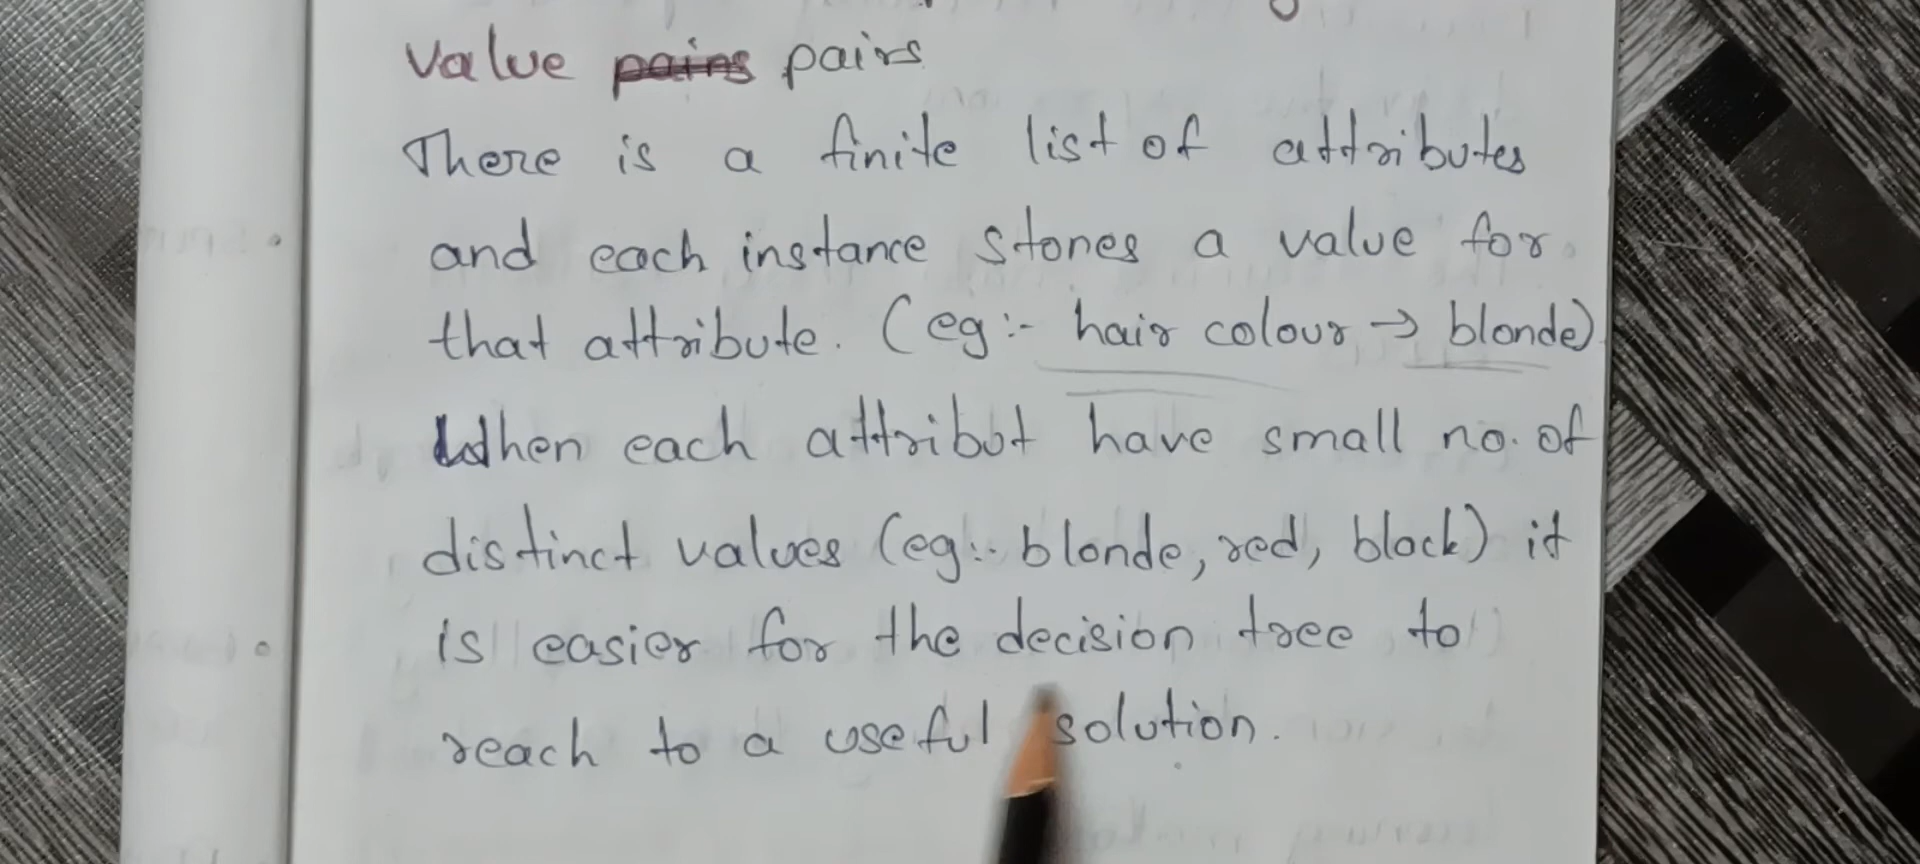 value pairs pairs
There is a finite list of attributes
and each instance stores a value for
that attribute. (eg:- hair colour → blonde)
When each attribut have small no. of
distinct values (eg:- blonde, red, black) it
is easier for the decision tree to
reach to a useful solution.